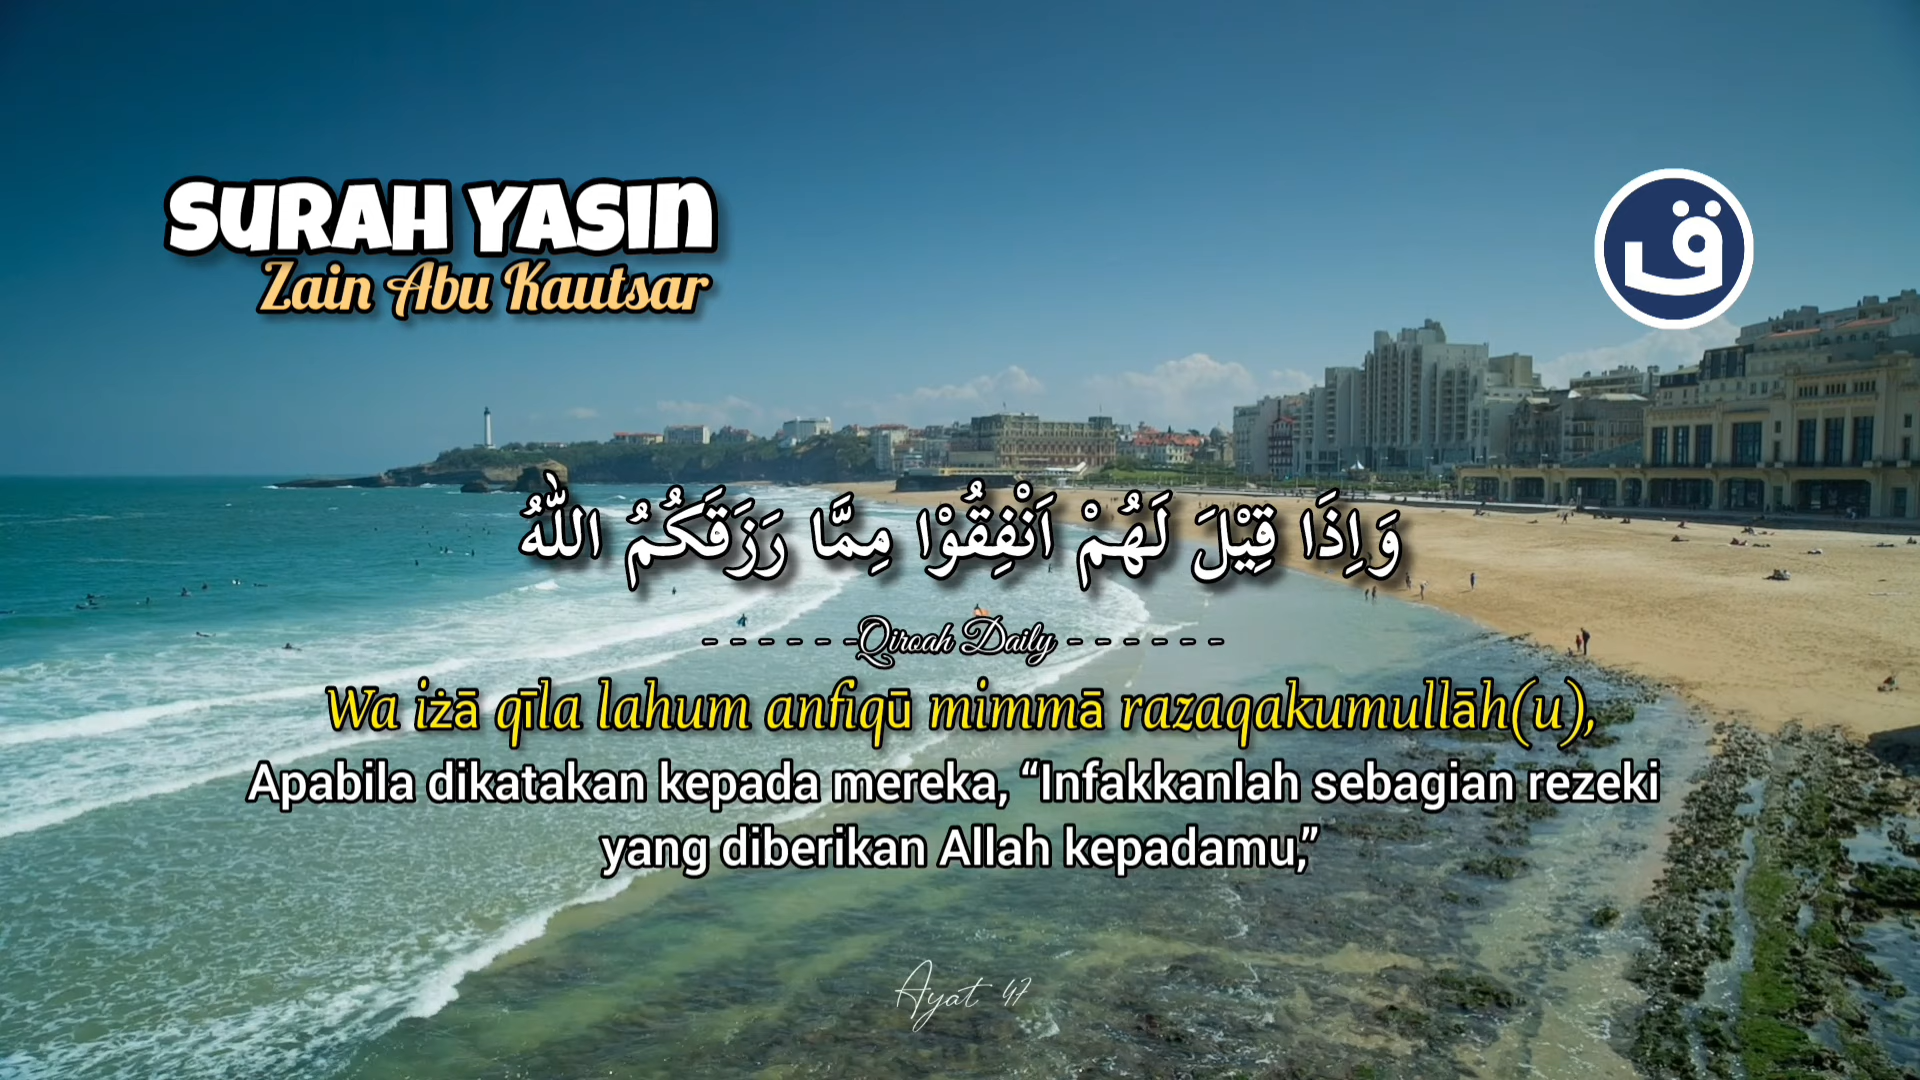 SURAH YASIN
Zain Abu Kautsar
ق
وَاِذَا قِيْلَ لَهُمْ اَنْفِقُوْا مِمَّا رَزَقَكُمُ اللّٰهُ
------Qiroah Daily------
Wa iżā qīla lahum anfiqū mimmā razaqakumullāh(u),
Apabila dikatakan kepada mereka, “Infakkanlah sebagian rezeki
yang diberikan Allah kepadamu,”
Ayat 47